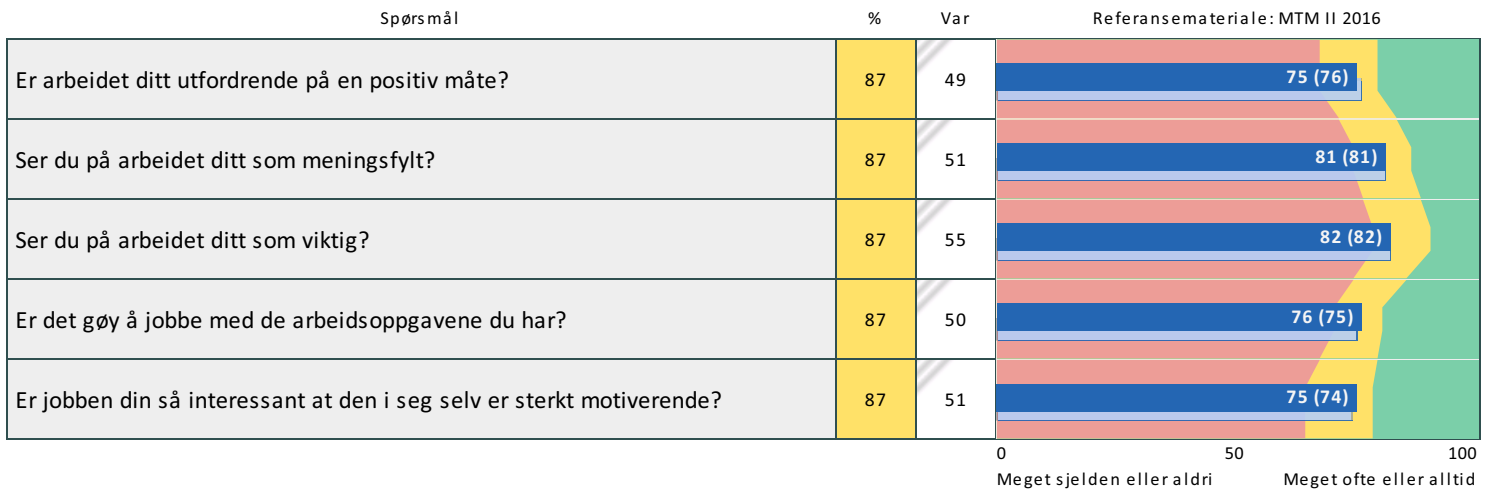 Spørsmål % Var Referansemateriale: MTM II 2016
Er arbeidet ditt utfordrende på en positiv måte? 87 49 75 (76)
Ser du på arbeidet ditt som meningsfylt? 87 51 81 (81)
Ser du på arbeidet ditt som viktig? 87 55 82 (82)
Er det gøy å jobbe med de arbeidsoppgavene du har? 87 50 76 (75)
Er jobben din så interessant at den i seg selv er sterkt motiverende? 87 51 75 (74)
0 50 100
Meget sjelden eller aldri Meget ofte eller alltid